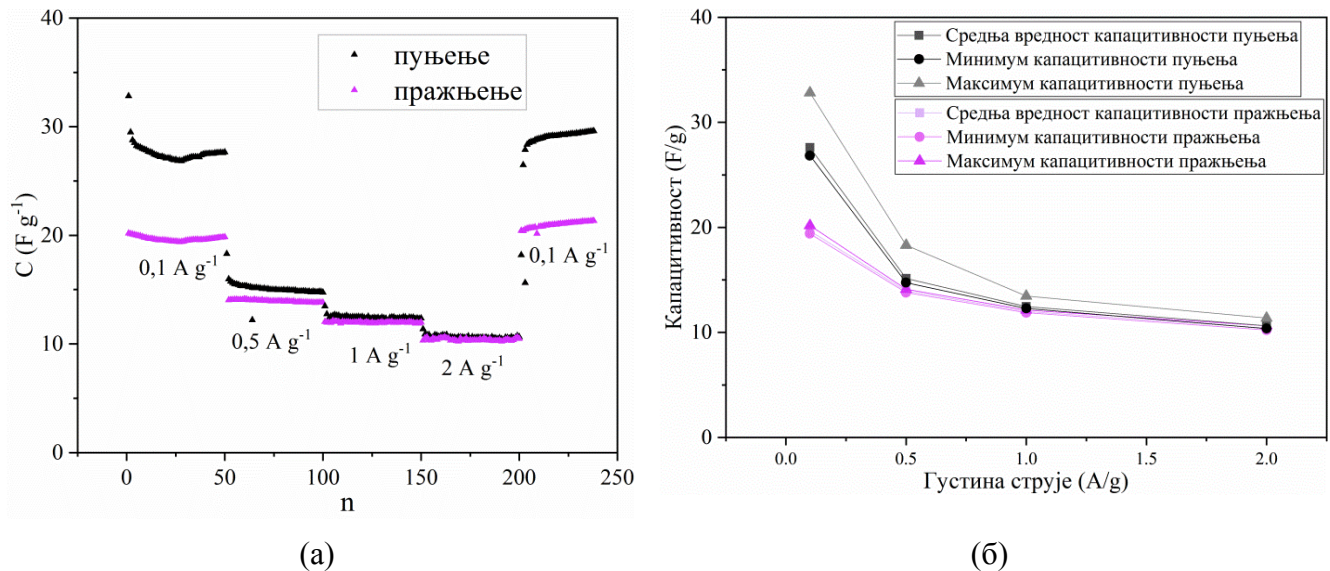 40
30
20
10
0
C (F g⁻¹)
пуњење
пражњење
0,1 A g⁻¹
0,5 A g⁻¹
1 A g⁻¹
2 A g⁻¹
0,1 A g⁻¹
0
50
100
150
200
250
n
(а)
40
30
20
10
0
Капацитивност (F/g)
Средња вредност капацитивности пуњења
Минимум капацитивности пуњења
Максимум капацитивности пуњења
Средња вредност капацитивности пражњења
Минимум капацитивности пражњења
Максимум капацитивности пражњења
0.0
0.5
1.0
1.5
2.0
Густина струје (A/g)
(б)